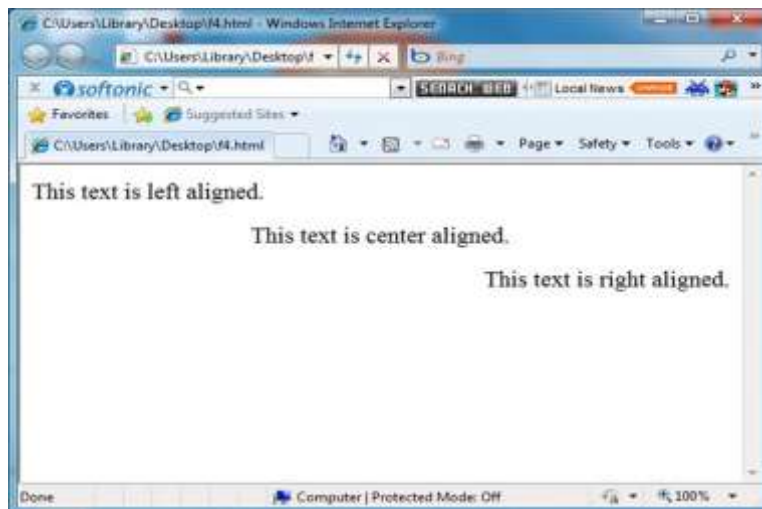 C:\Users\Library\Desktop\f4.html - Windows Internet Explorer
C:\Users\Library\Desktop\f Bing
softonic SEARCH WEB Local News
Favorites Suggested Sites
C:\Users\Library\Desktop\f4.html Page Safety Tools
This text is left aligned.
This text is center aligned.
This text is right aligned.
Done Computer | Protected Mode: Off 100%